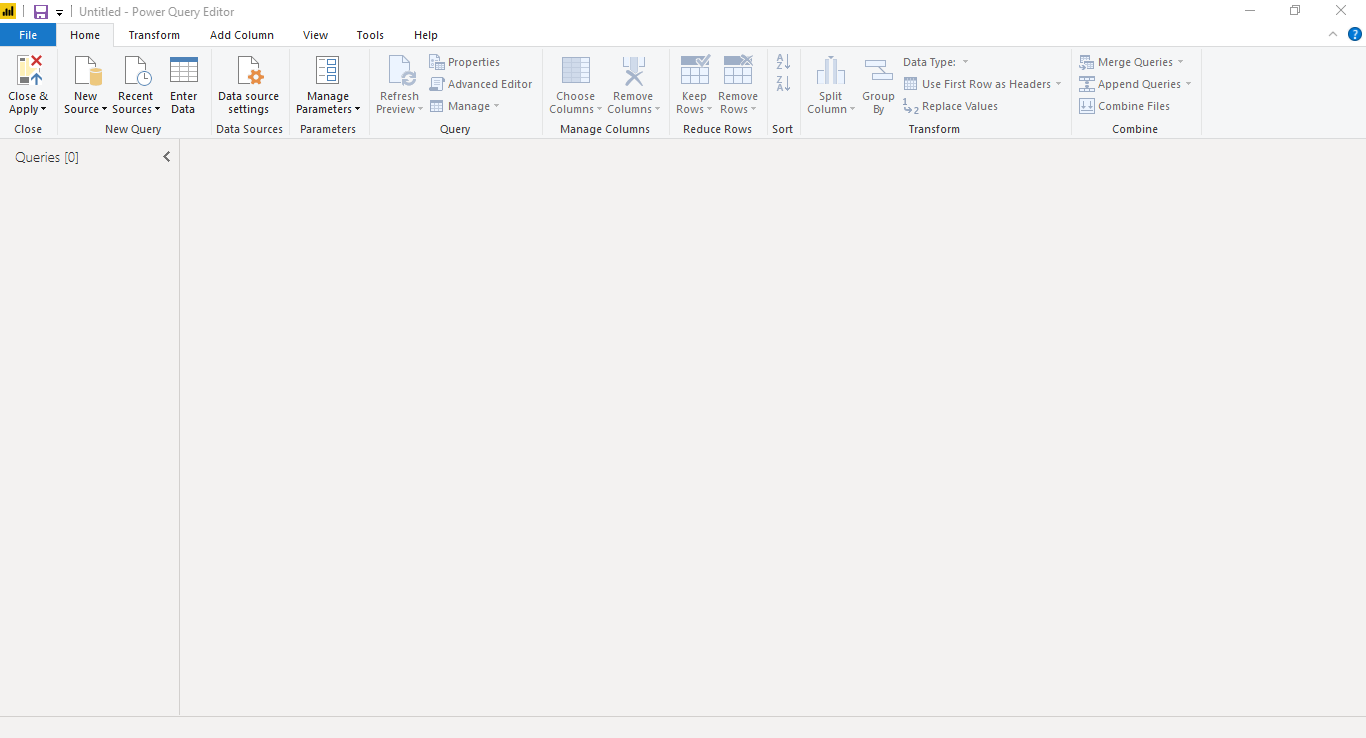 Untitled - Power Query Editor
File Home Transform Add Column View Tools Help
Close & Apply
Close
New Source
Recent Sources
Enter Data
New Query
Data source settings
Data Sources
Manage Parameters
Parameters
Refresh Preview
Properties
Advanced Editor
Manage
Query
Choose Columns
Remove Columns
Manage Columns
Keep Rows
Remove Rows
Reduce Rows
A
Z
Z
A
Sort
Split Column
Group By
Data Type:
Use First Row as Headers
1
2
Replace Values
Transform
Merge Queries
Append Queries
Combine Files
Combine
?
Queries [0]